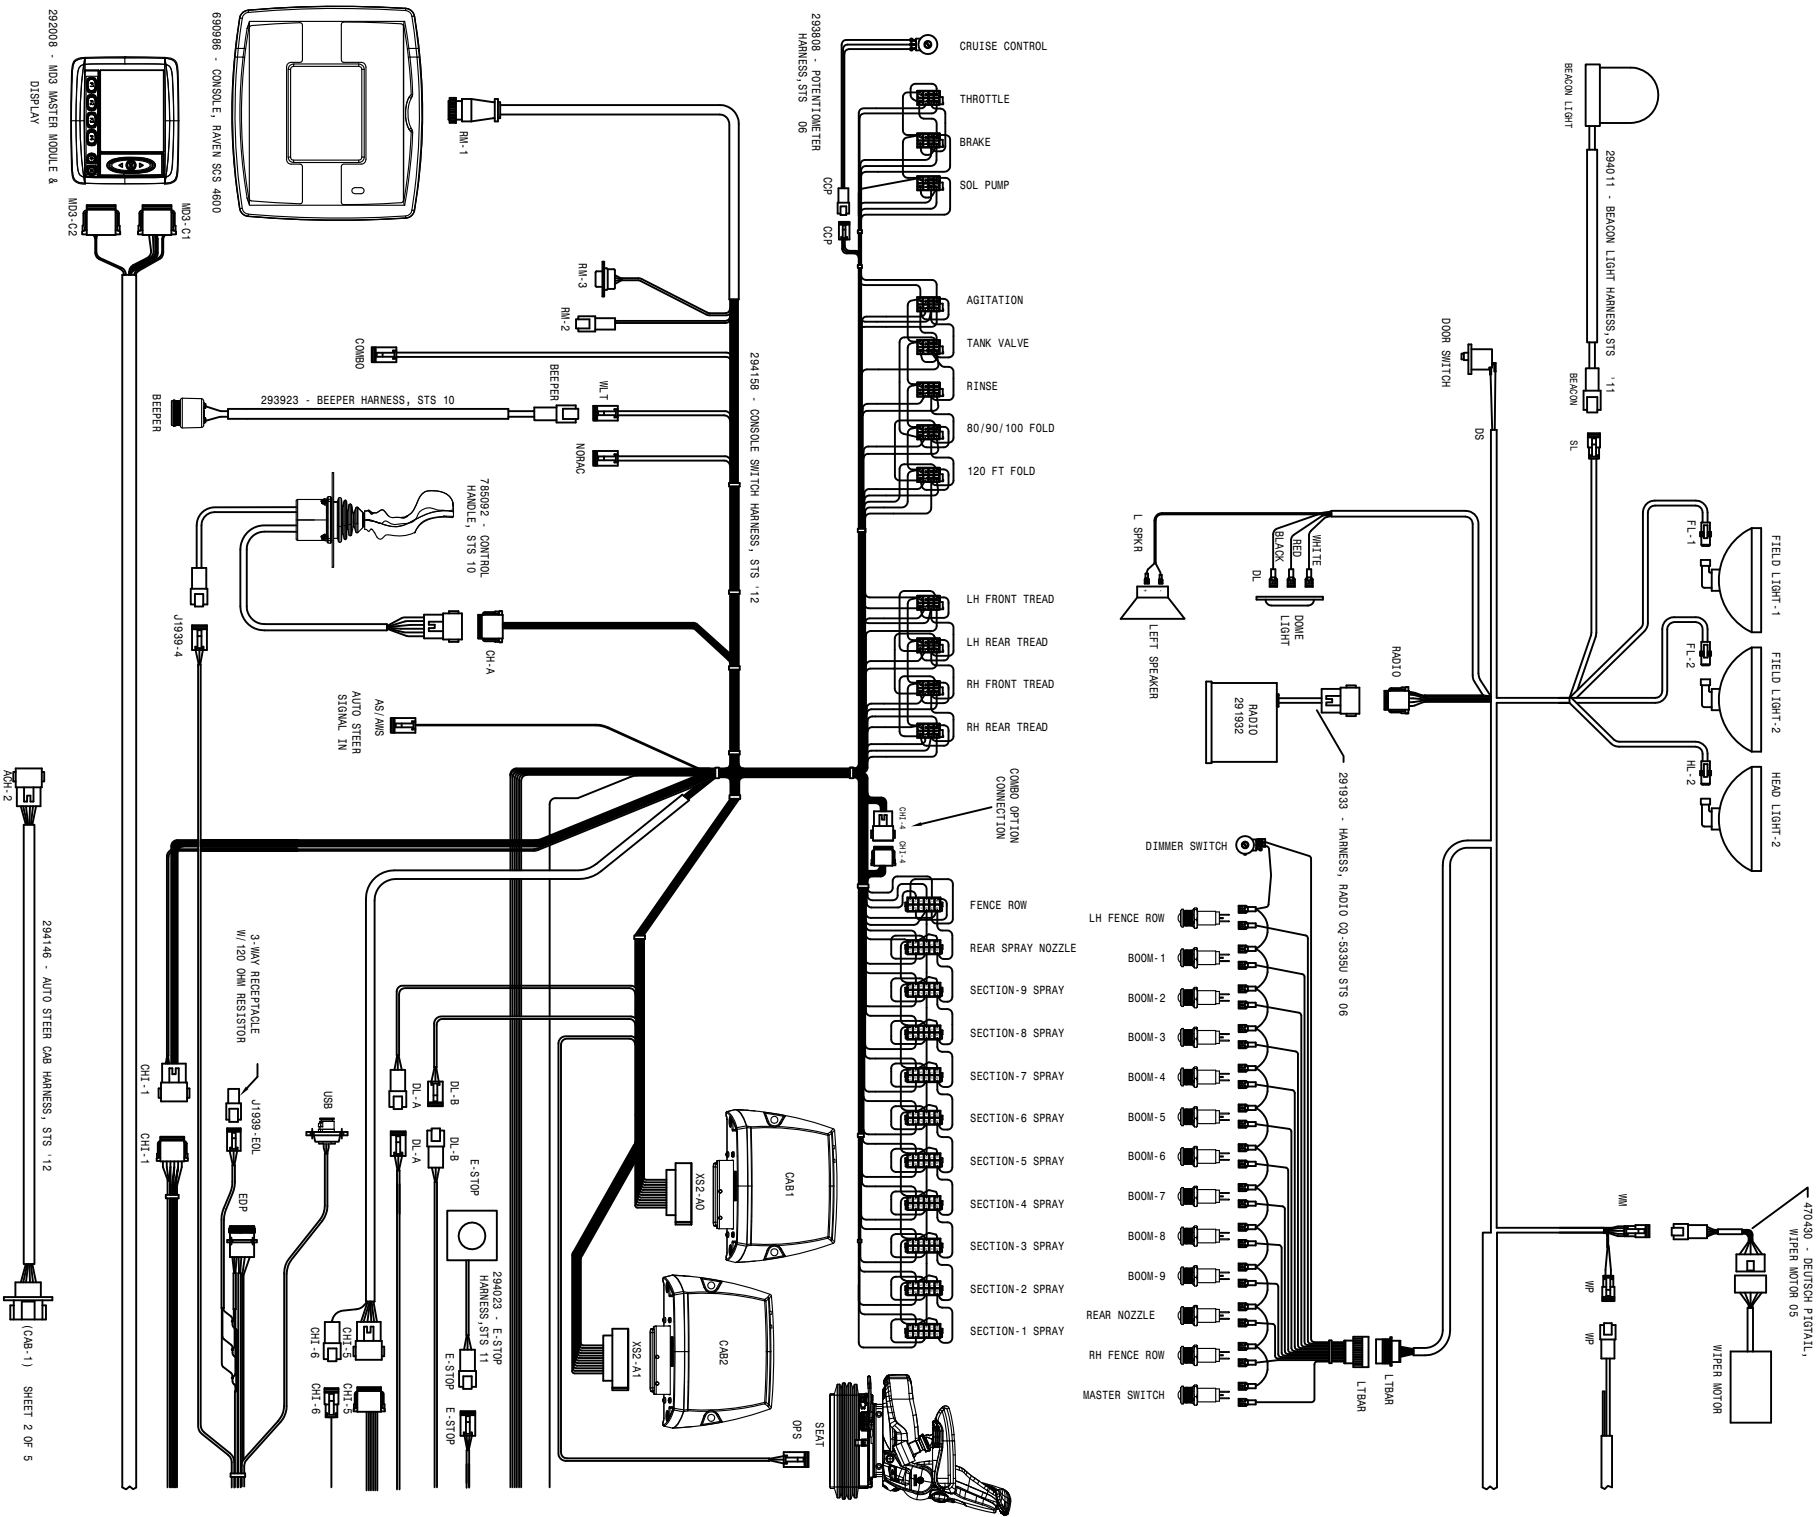 292008 - MD3 MASTER MODULE &
DISPLAY
MD3-C2
MD3-C1
690986 - CONSOLE, RAVEN SCS 4600
RM-1
293808 - POTENTIOMETER
HARNESS,STS 06
CCP
CCP
CRUISE CONTROL
THROTTLE
BRAKE
SOL PUMP
AGITATION
TANK VALVE
RINSE
80/90/100 FOLD
120 FT FOLD
LH FRONT TREAD
LH REAR TREAD
RH FRONT TREAD
RH REAR TREAD
COMBO OPTION
CONNECTION
CHI-4
CHI-4
FENCE ROW
REAR SPRAY NOZZLE
SECTION-9 SPRAY
SECTION-8 SPRAY
SECTION-7 SPRAY
SECTION-6 SPRAY
SECTION-5 SPRAY
SECTION-4 SPRAY
SECTION-3 SPRAY
SECTION-2 SPRAY
SECTION-1 SPRAY
RM-3
RM-2
COMBO
BEEPER
293923 - BEEPER HARNESS, STS 10
BEEPER
WLT
NORAC
294158 - CONSOLE SWITCH HARNESS, STS '12
785092 - CONTROL
HANDLE, STS 10
J1939-4
CH-A
AS/AWS
AUTO STEER
SIGNAL IN
ACH-2
294146 - AUTO STEER CAB HARNESS, STS '12
(CAB-1) SHEET 2 OF 5
3-WAY RECEPTACLE
W/120 OHM RESISTOR
CHI-1
CHI-1
J1939-EOL
EDP
USB
CHI-6
CHI-5
CHI-6
CHI-5
DL-A
DL-B
DL-A
DL-B
E-STOP
294023 - E-STOP
HARNESS,STS 11
E-STOP
E-STOP
XS2-A0
CAB1
XS2-A1
CAB2
SEAT
OPS
BEACON LIGHT
294011 - BEACON LIGHT HARNESS,STS '11
BEACON
SL
DOOR SWITCH
DS
FIELD LIGHT-1
FL-1
FIELD LIGHT-2
FL-2
HEAD LIGHT-2
HL-2
L SPKR
LEFT SPEAKER
WHITE
RED
BLACK
DL
DOME
LIGHT
RADIO
RADIO
291932
291933 - HARNESS, RADIO CQ-5335U STS 06
DIMMER SWITCH
LH FENCE ROW
BOOM-1
BOOM-2
BOOM-3
BOOM-4
BOOM-5
BOOM-6
BOOM-7
BOOM-8
BOOM-9
REAR NOZZLE
RH FENCE ROW
MASTER SWITCH
LTBAR
LTBAR
WM
WP
WP
470430 - DEUTSCH PIGTAIL,
WIPER MOTOR 05
WIPER MOTOR